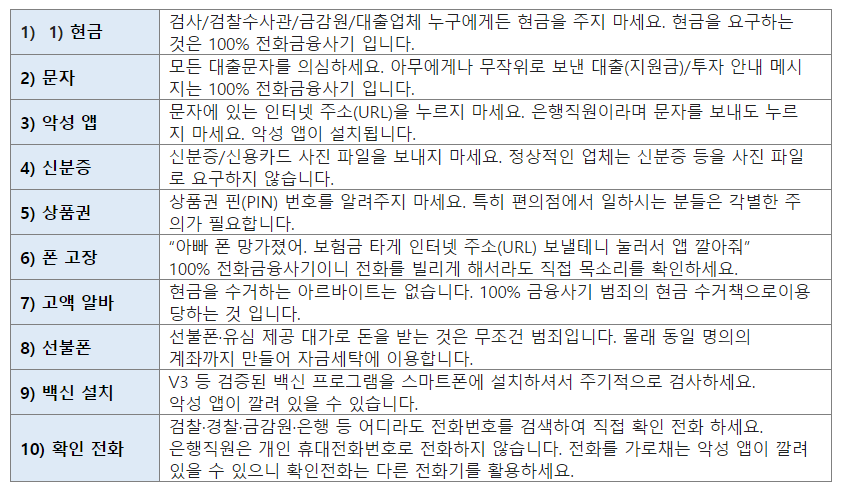 1) 1) 현금
검사/검찰수사관/금감원/대출업체 누구에게든 현금을 주지 마세요. 현금을 요구하는
것은 100% 전화금융사기 입니다.
2) 문자
모든 대출문자를 의심하세요. 아무에게나 무작위로 보낸 대출(지원금)/투자 안내 메시
지는 100% 전화금융사기 입니다.
3) 악성 앱
문자에 있는 인터넷 주소(URL)을 누르지 마세요. 은행직원이라며 문자를 보내도 누르
지 마세요. 악성 앱이 설치됩니다.
4) 신분증
신분증/신용카드 사진 파일을 보내지 마세요. 정상적인 업체는 신분증 등을 사진 파일
로 요구하지 않습니다.
5) 상품권
상품권 핀(PIN) 번호를 알려주지 마세요. 특히 편의점에서 일하시는 분들은 각별한 주
의가 필요합니다.
6) 폰 고장
“아빠 폰 망가졌어. 보험금 타게 인터넷 주소(URL) 보낼테니 눌러서 앱 깔아줘”
100% 전화금융사기이니 전화를 빌리게 해서라도 직접 목소리를 확인하세요.
7) 고액 알바
현금을 수거하는 아르바이트는 없습니다. 100% 금융사기 범죄의 현금 수거책으로이용
당하는 것 입니다.
8) 선불폰
선불폰·유심 제공 대가로 돈을 받는 것은 무조건 범죄입니다. 몰래 동일 명의의
계좌까지 만들어 자금세탁에 이용합니다.
9) 백신 설치
V3 등 검증된 백신 프로그램을 스마트폰에 설치하셔서 주기적으로 검사하세요.
악성 앱이 깔려 있을 수 있습니다.
10) 확인 전화
검찰·경찰·금감원·은행 등 어디라도 전화번호를 검색하여 직접 확인 전화 하세요.
은행직원은 개인 휴대전화번호로 전화하지 않습니다. 전화를 가로채는 악성 앱이 깔려
있을 수 있으니 확인전화는 다른 전화기를 활용하세요.